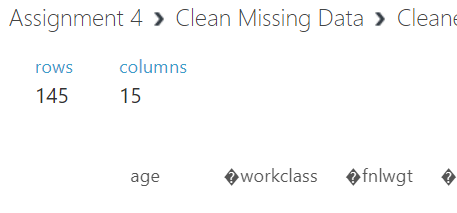 Assignment 4 ❯ Clean Missing Data ❯ Cleane
rows columns
145 15
age �workclass �fnlwgt �